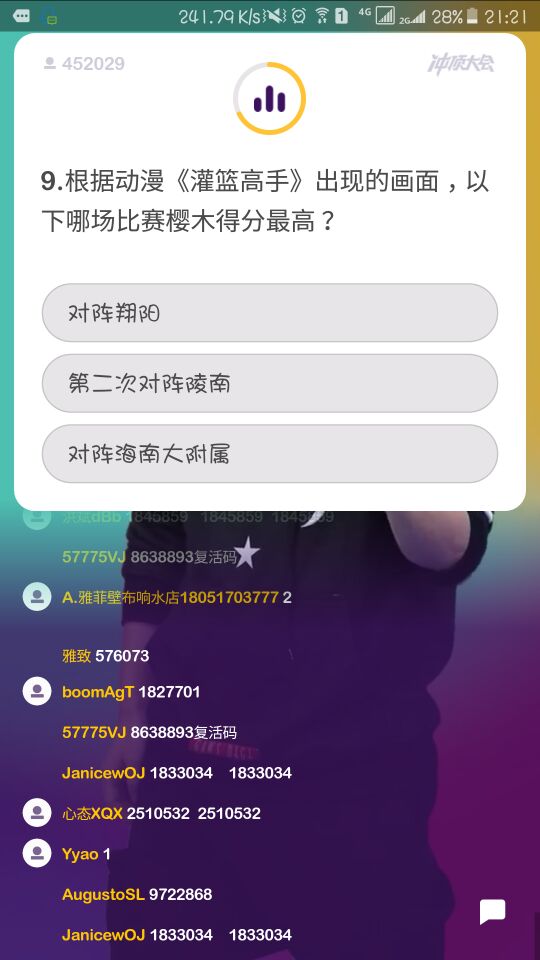 241.79 K/s 1 4G 2G 28% 21:21
452029 冲顶大会
9.根据动漫《灌篮高手》出现的画面，以
下哪场比赛樱木得分最高？
对阵翔阳
第二次对阵陵南
对阵海南大附属
洪斌dBb 1845859 1845859 1845859
57775VJ 8638893复活码
A.雅菲壁布响水店18051703777 2
雅致 576073
boomAgT 1827701
57775VJ 8638893复活码
JanicewOJ 1833034 1833034
心态XQX 2510532 2510532
Yyao 1
AugustoSL 9722868
JanicewOJ 1833034 1833034